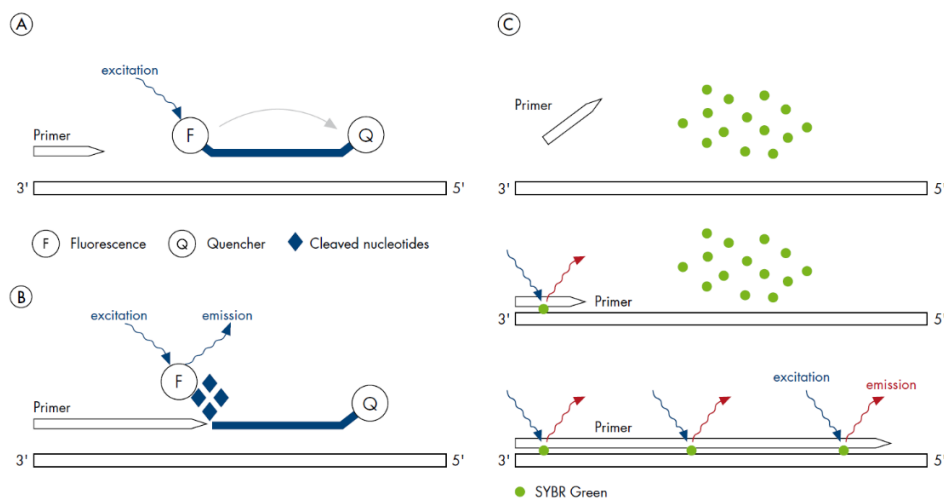 A
excitation
Primer
F
Q
3'
5'
F Fluorescence
Q Quencher
Cleaved nucleotides
B
excitation
emission
F
Q
Primer
3'
5'
C
Primer
3'
5'
Primer
3'
5'
excitation
emission
Primer
3'
5'
SYBR Green